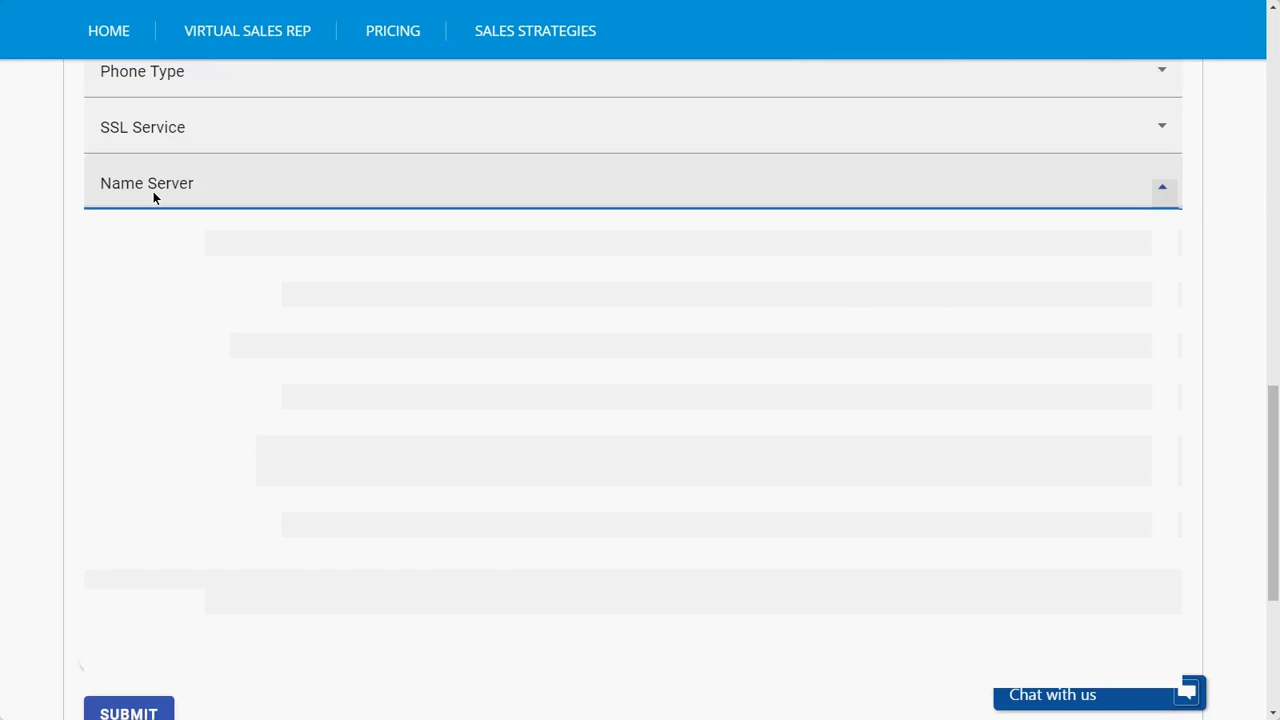 HOME VIRTUAL SALES REP PRICING SALES STRATEGIES
Phone Type
SSL Service
Name Server
Chat with us
SUBMIT